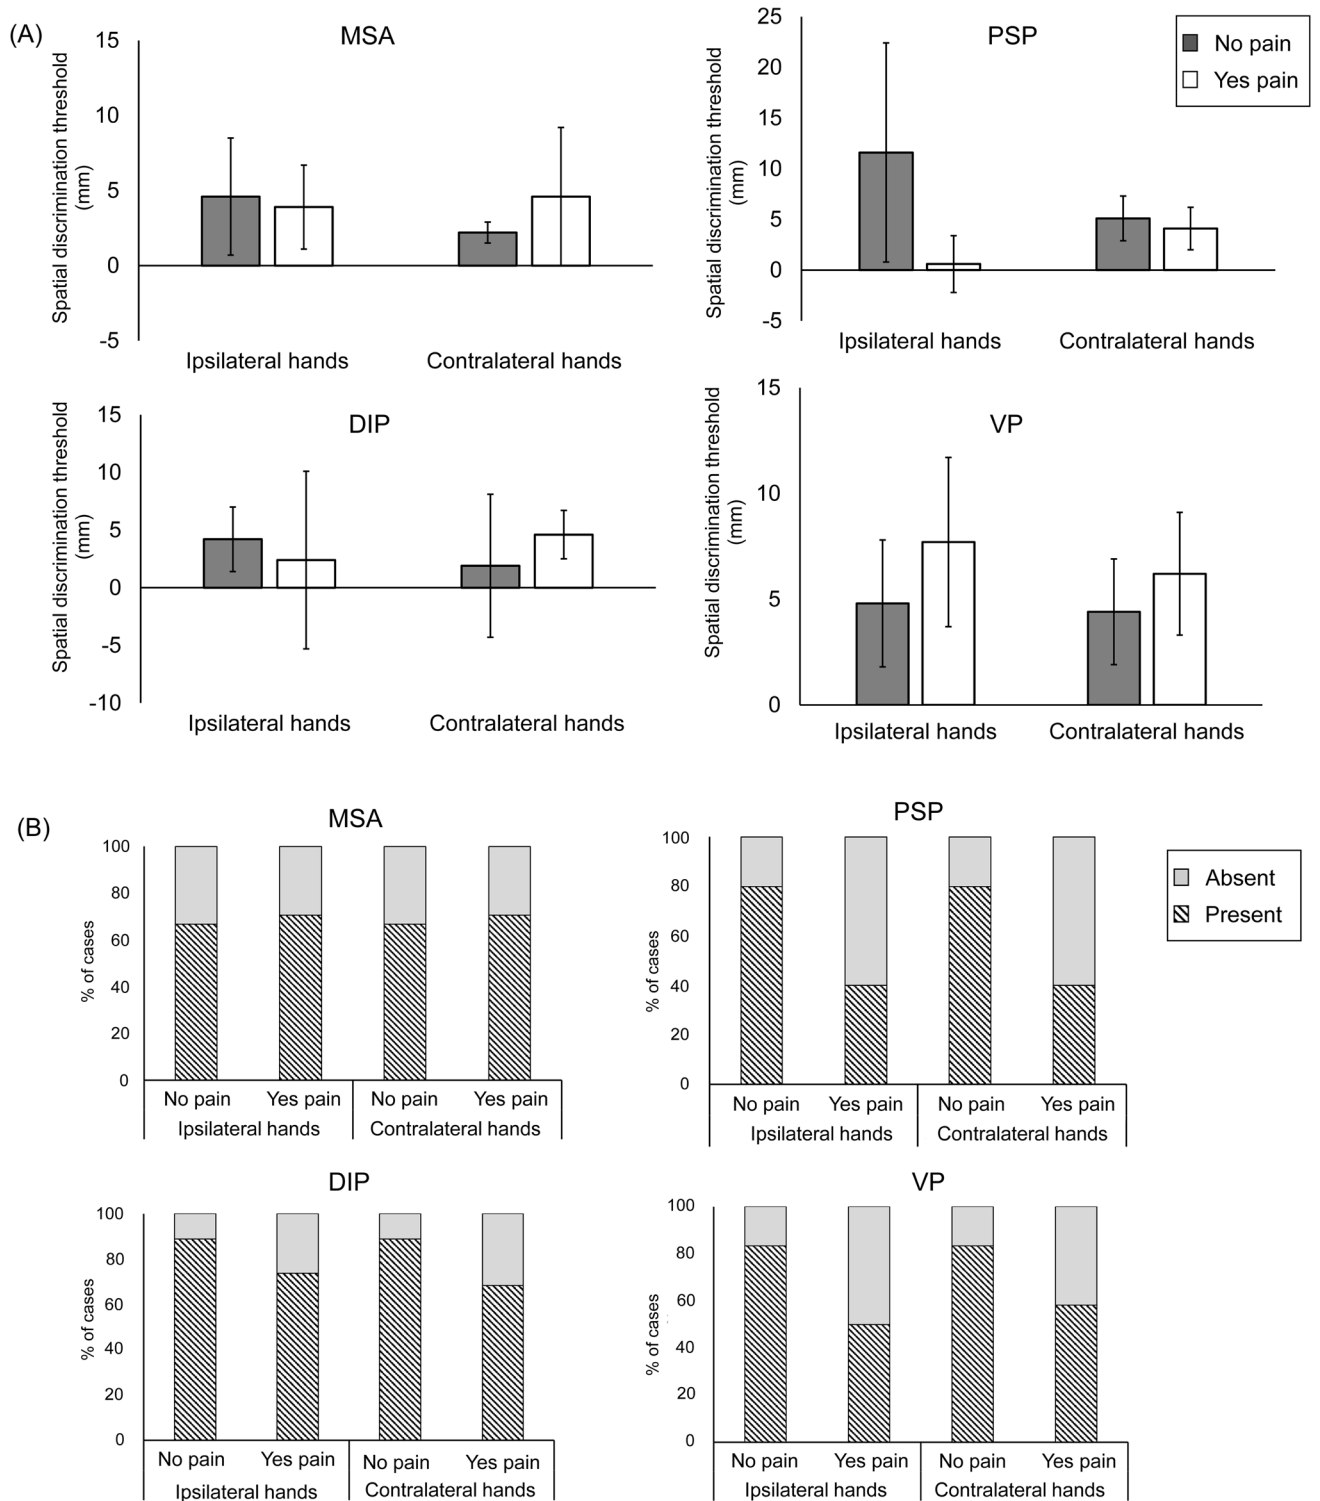 (A)
MSA
Spatial discrimination threshold
(mm)
15
10
5
0
-5
Ipsilateral hands
Contralateral hands
PSP
Spatial discrimination threshold
(mm)
25
20
15
10
5
0
-5
Ipsilateral hands
Contralateral hands
No pain
Yes pain
DIP
Spatial discrimination threshold
(mm)
15
10
5
0
-5
-10
Ipsilateral hands
Contralateral hands
VP
Spatial discrimination threshold
(mm)
15
10
5
0
Ipsilateral hands
Contralateral hands
(B)
MSA
% of cases
100
80
60
40
20
0
No pain Yes pain No pain Yes pain
Ipsilateral hands Contralateral hands
PSP
% of cases
100
80
60
40
20
0
No pain Yes pain No pain Yes pain
Ipsilateral hands Contralateral hands
Absent
Present
DIP
% of cases
100
80
60
40
20
0
No pain Yes pain No pain Yes pain
Ipsilateral hands Contralateral hands
VP
% of cases
100
80
60
40
20
0
No pain Yes pain No pain Yes pain
Ipsilateral hands Contralateral hands